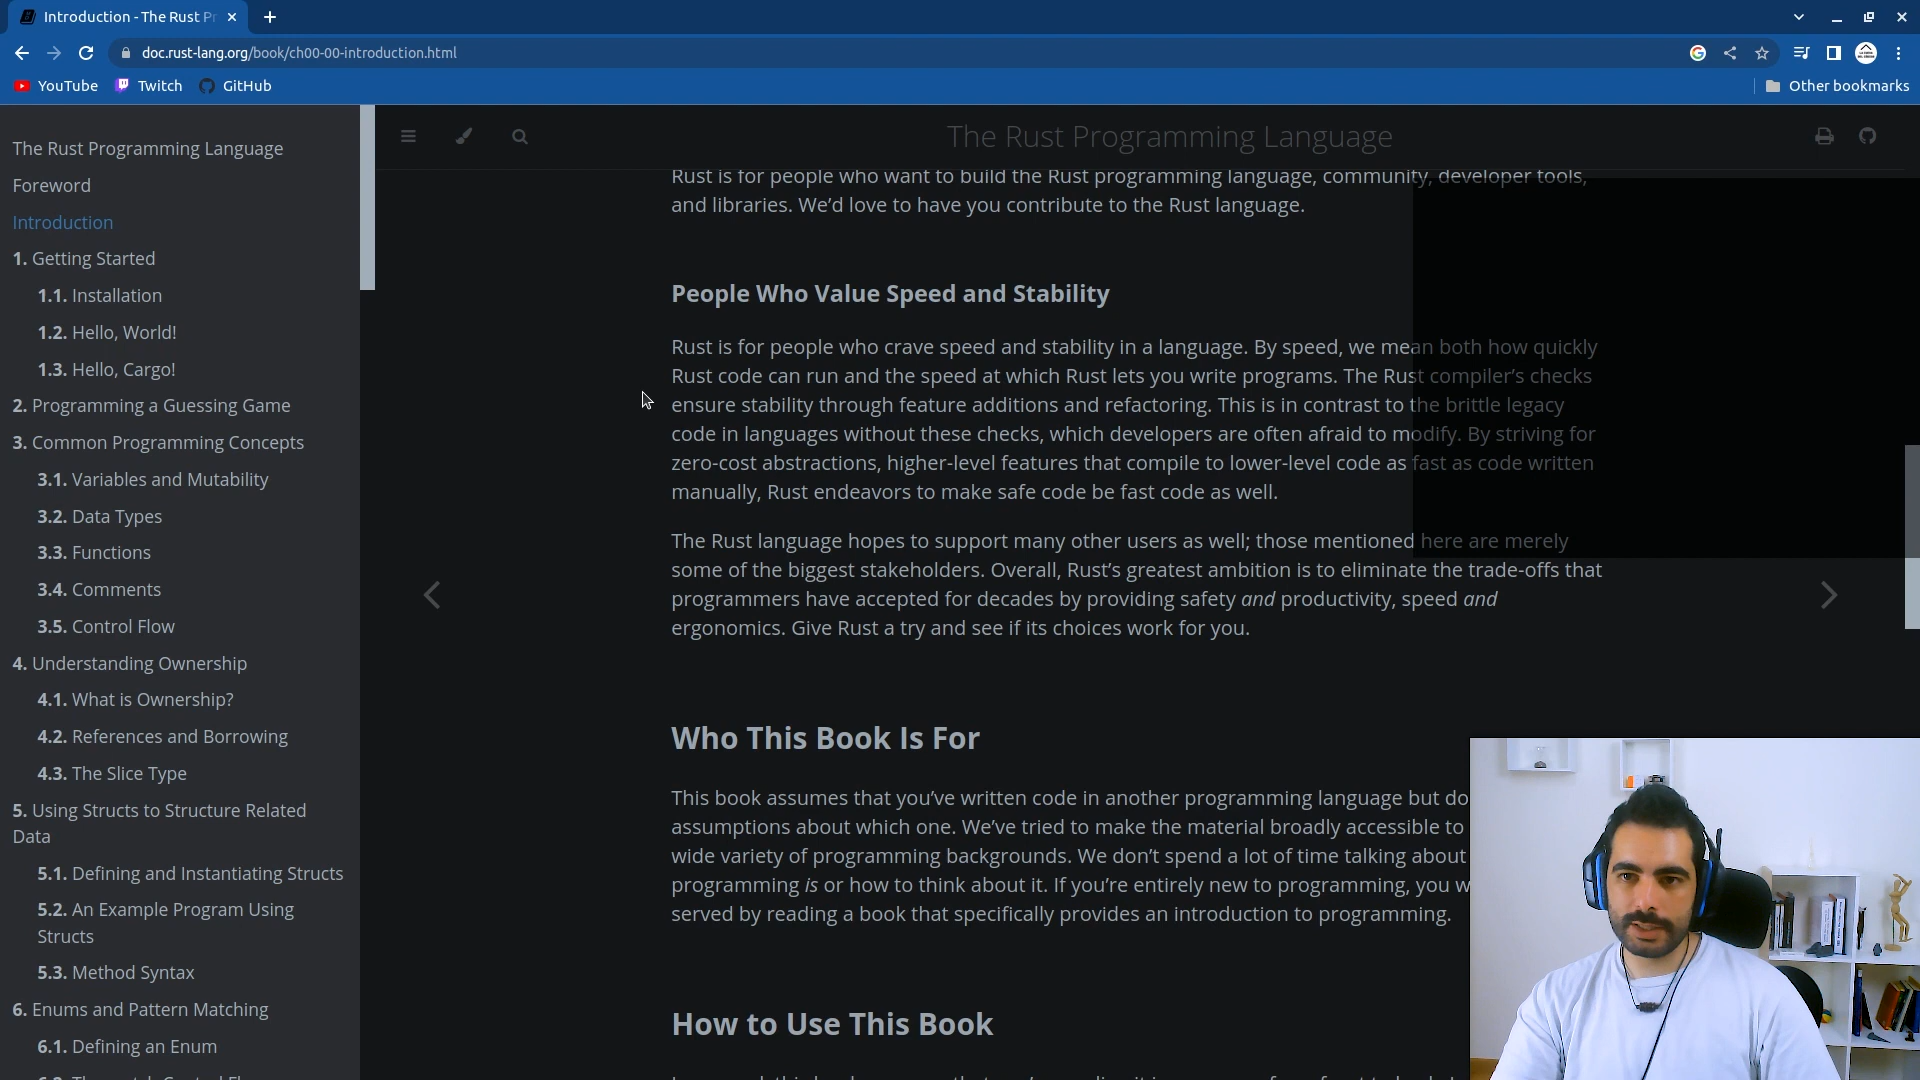 Introduction - The Rust Pr
doc.rust-lang.org/book/ch00-00-introduction.html
YouTube
Twitch
GitHub
Other bookmarks
The Rust Programming Language
Foreword
Introduction
1. Getting Started
1.1. Installation
1.2. Hello, World!
1.3. Hello, Cargo!
2. Programming a Guessing Game
3. Common Programming Concepts
3.1. Variables and Mutability
3.2. Data Types
3.3. Functions
3.4. Comments
3.5. Control Flow
4. Understanding Ownership
4.1. What is Ownership?
4.2. References and Borrowing
4.3. The Slice Type
5. Using Structs to Structure Related
Data
5.1. Defining and Instantiating Structs
5.2. An Example Program Using
Structs
5.3. Method Syntax
6. Enums and Pattern Matching
6.1. Defining an Enum
The Rust Programming Language
Rust is for people who want to build the Rust programming language, community, developer tools,
and libraries. We’d love to have you contribute to the Rust language.
People Who Value Speed and Stability
Rust is for people who crave speed and stability in a language. By speed, we mean both how quickly
Rust code can run and the speed at which Rust lets you write programs. The Rust compiler’s checks
ensure stability through feature additions and refactoring. This is in contrast to the brittle legacy
code in languages without these checks, which developers are often afraid to modify. By striving for
zero-cost abstractions, higher-level features that compile to lower-level code as fast as code written
manually, Rust endeavors to make safe code be fast code as well.
The Rust language hopes to support many other users as well; those mentioned here are merely
some of the biggest stakeholders. Overall, Rust’s greatest ambition is to eliminate the trade-offs that
programmers have accepted for decades by providing safety and productivity, speed and
ergonomics. Give Rust a try and see if its choices work for you.
Who This Book Is For
This book assumes that you’ve written code in another programming language but do
assumptions about which one. We’ve tried to make the material broadly accessible to
wide variety of programming backgrounds. We don’t spend a lot of time talking about
programming is or how to think about it. If you’re entirely new to programming, you w
served by reading a book that specifically provides an introduction to programming.
How to Use This Book